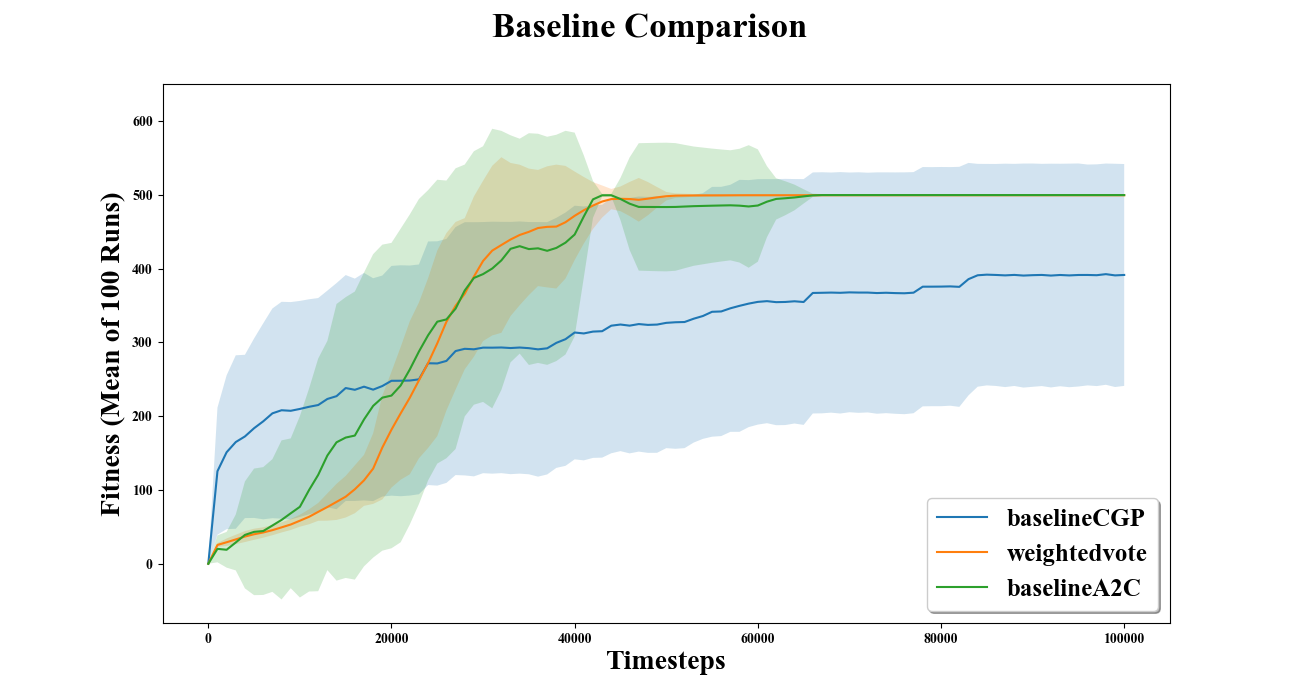 Baseline Comparison
600
500
400
300
200
100
0
Fitness (Mean of 100 Runs)
baselineCGP
weightedvote
baselineA2C
0 20000 40000 60000 80000 100000
Timesteps